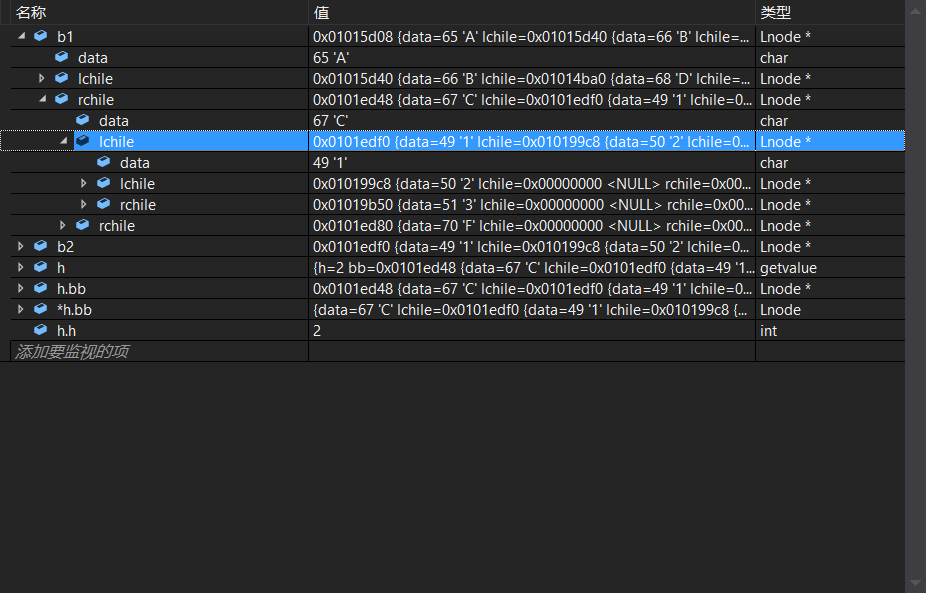 名称 值 类型
b1 0x01015d08 {data=65 'A' lchile=0x01015d40 {data=66 'B' lchile=... Lnode *
data 65 'A' char
lchile 0x01015d40 {data=66 'B' lchile=0x01014ba0 {data=68 'D' lchile=... Lnode *
rchile 0x0101ed48 {data=67 'C' lchile=0x0101edf0 {data=49 '1' lchile=0... Lnode *
data 67 'C' char
lchile 0x0101edf0 {data=49 '1' lchile=0x010199c8 {data=50 '2' lchile=0... Lnode *
data 49 '1' char
lchile 0x010199c8 {data=50 '2' lchile=0x00000000 <NULL> rchile=0x00... Lnode *
rchile 0x01019b50 {data=51 '3' lchile=0x00000000 <NULL> rchile=0x00... Lnode *
rchile 0x0101ed80 {data=70 'F' lchile=0x00000000 <NULL> rchile=0x00... Lnode *
b2 0x0101edf0 {data=49 '1' lchile=0x010199c8 {data=50 '2' lchile=0... Lnode *
h {h=2 bb=0x0101ed48 {data=67 'C' lchile=0x0101edf0 {data=49 '1... getvalue
h.bb 0x0101ed48 {data=67 'C' lchile=0x0101edf0 {data=49 '1' lchile=0... Lnode *
*h.bb {data=67 'C' lchile=0x0101edf0 {data=49 '1' lchile=0x010199c8 {... Lnode
h.h 2 int
添加要监视的项